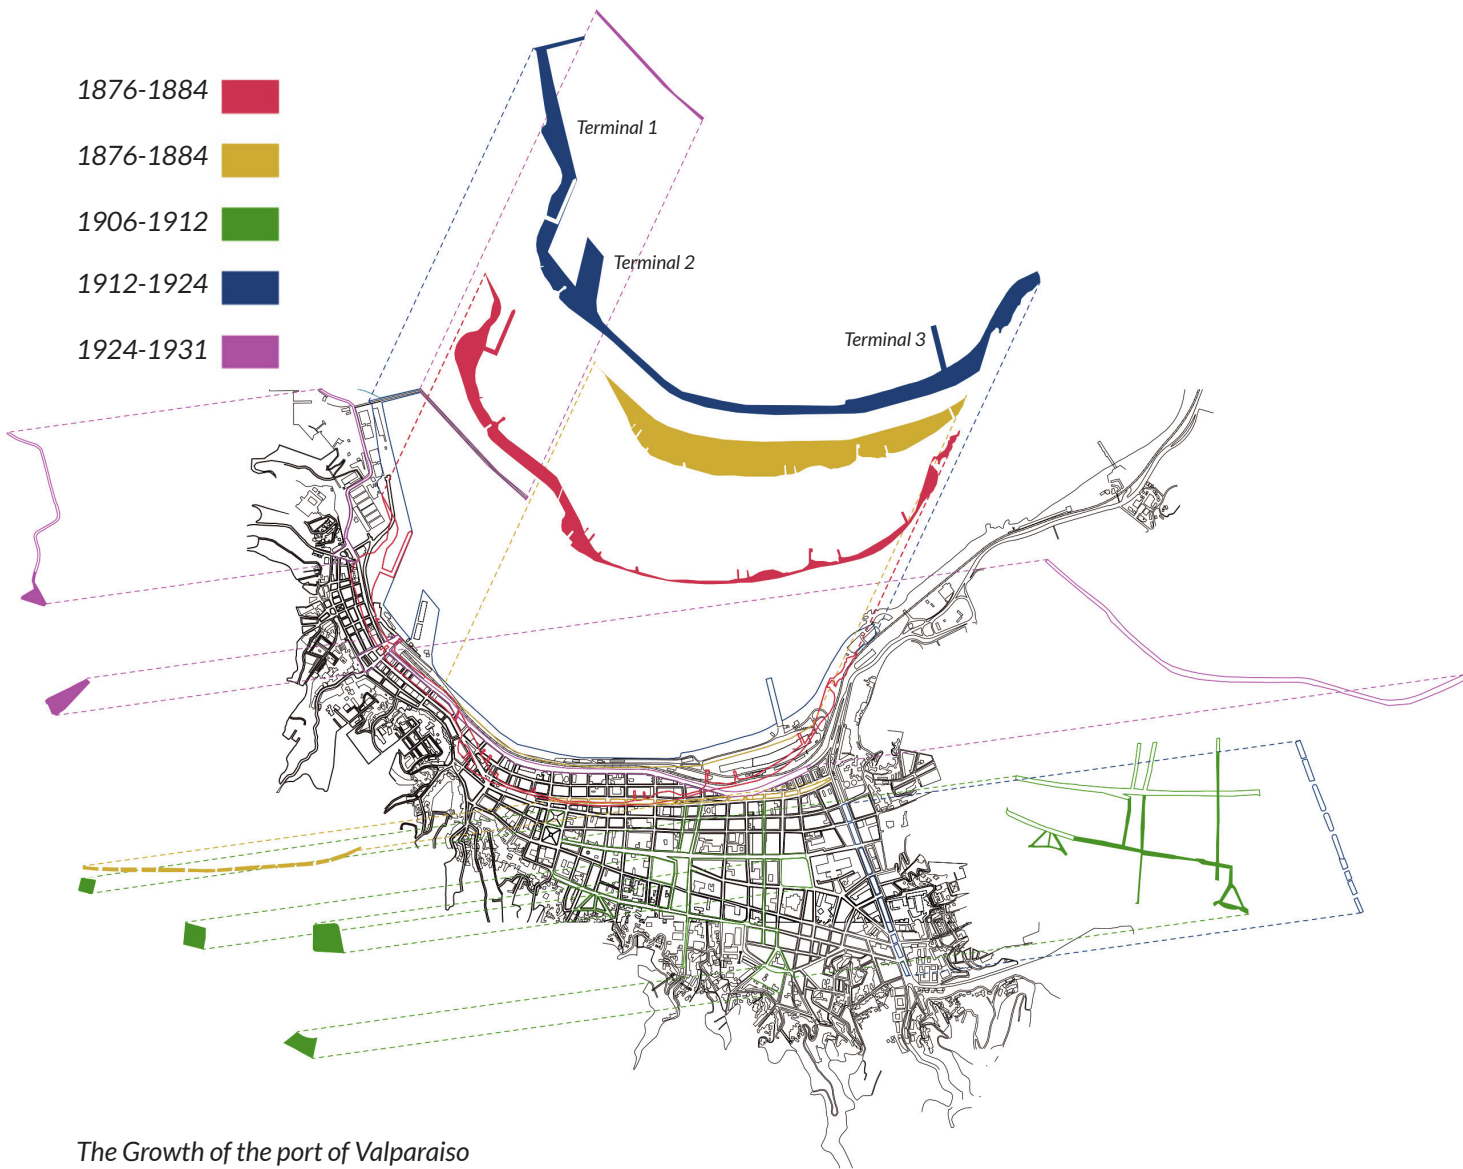 1876-1884
1876-1884
1906-1912
1912-1924
1924-1931
Terminal 1
Terminal 2
Terminal 3
The Growth of the port of Valparaiso